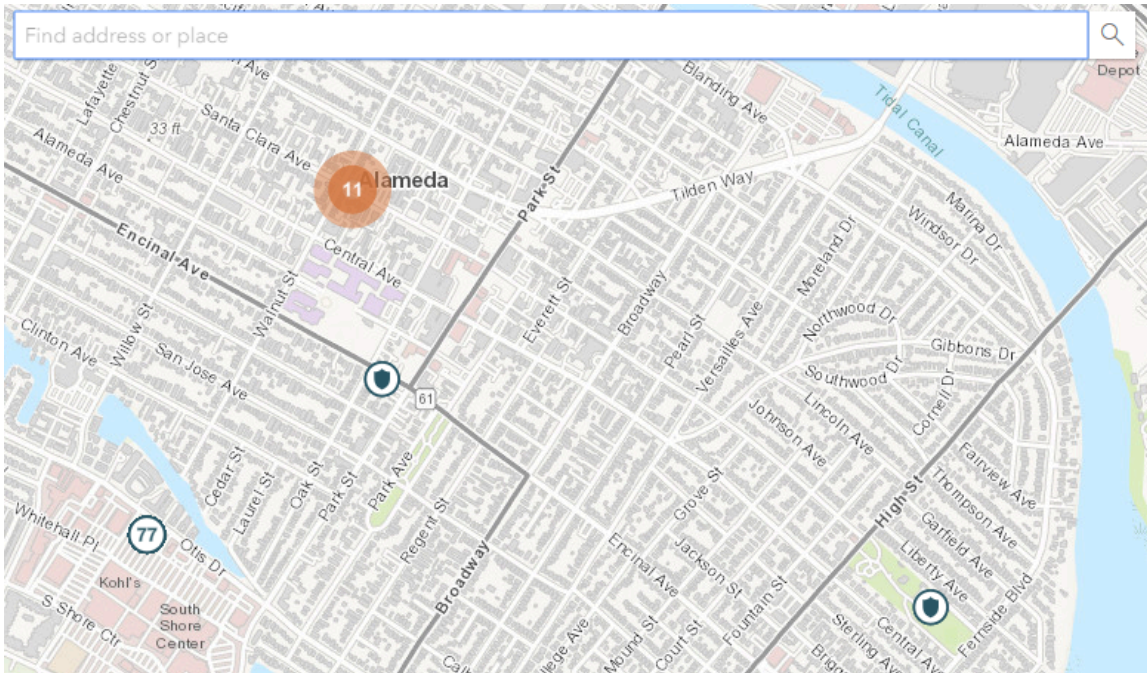 Find address or place
Depot
Lafayette
Chestnut St
Ave
Blanding Ave
Tidal Canal
Alameda Ave
33 ft
Santa Clara Ave
Alameda Ave
11
Alameda
Park St
Tilden Way
Marina Dr
Windsor Dr
Moreland Dr
Encinal Ave
Central Ave
Walnut St
Everett St
Broadway
Pearl St
Versailles Ave
Northwood Dr
Gibbons Dr
Southwood Dr
Cornell Dr
Clinton Ave
Willow St
San Jose Ave
61
Lincoln Ave
Johnson Ave
Fairview Ave
Cedar St
Laurel St
Oak St
Park St
Park Ave
Regent St
Grove St
High St
Thompson Ave
Garfield Ave
Liberty Ave
Fernside Blvd
77
Whitehall Pl
Otis Dr
Kohl's
S Shore Ctr
South
Shore
Center
Broadway
Encinal Ave
Jackson St
Fountain St
Mound St
Court St
Sterling Ave
Central Ave